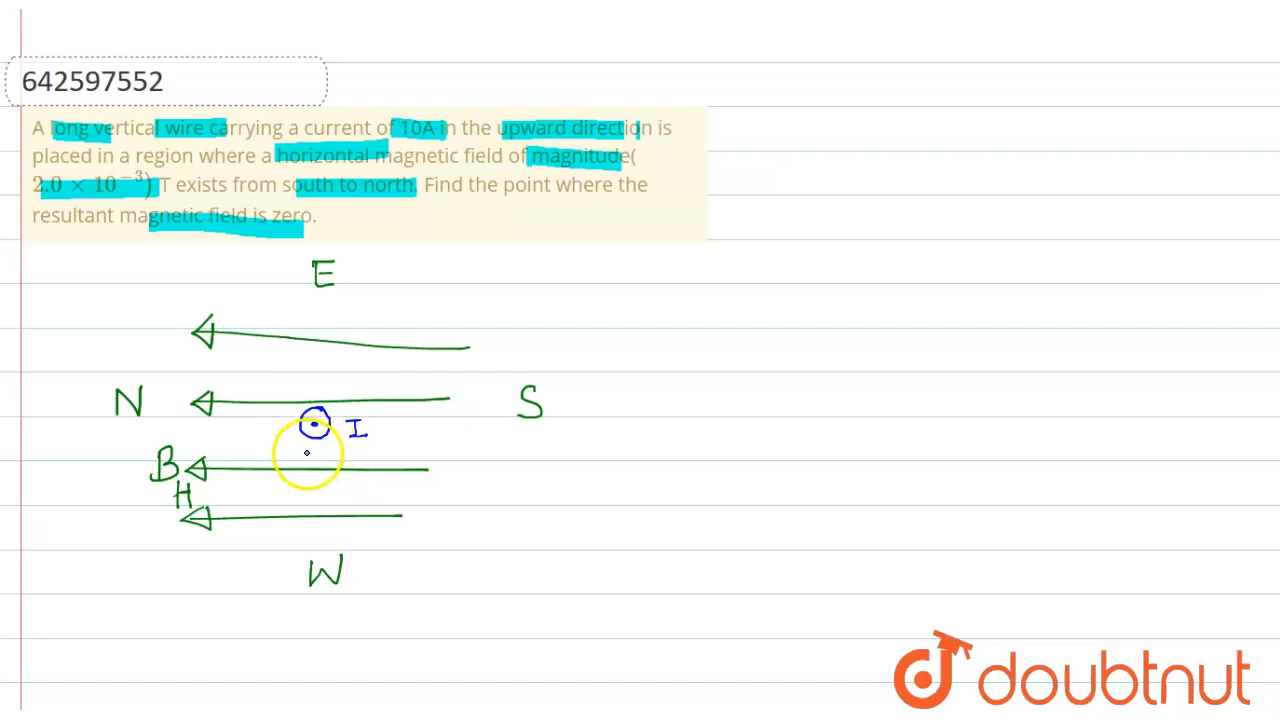 642597552
A long vertical wire carrying a current of 10A in the upward direction is
placed in a region where a horizontal magnetic field of magnitude(
2.0 × 10⁻³) T exists from south to north. Find the point where the
resultant magnetic field is zero.
E
N S
I
B
H
W
doubtnut